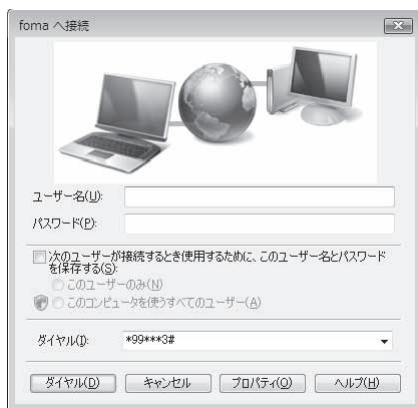 foma へ接続
ユーザー名(U):
パスワード(P):
次のユーザーが接続するとき使用するために、このユーザー名とパスワード
を保存する(S):
このユーザーのみ(N)
このコンピュータを使うすべてのユーザー(A)
ダイヤル(I): *99***3#
ダイヤル(D) キャンセル プロパティ(O) ヘルプ(H)